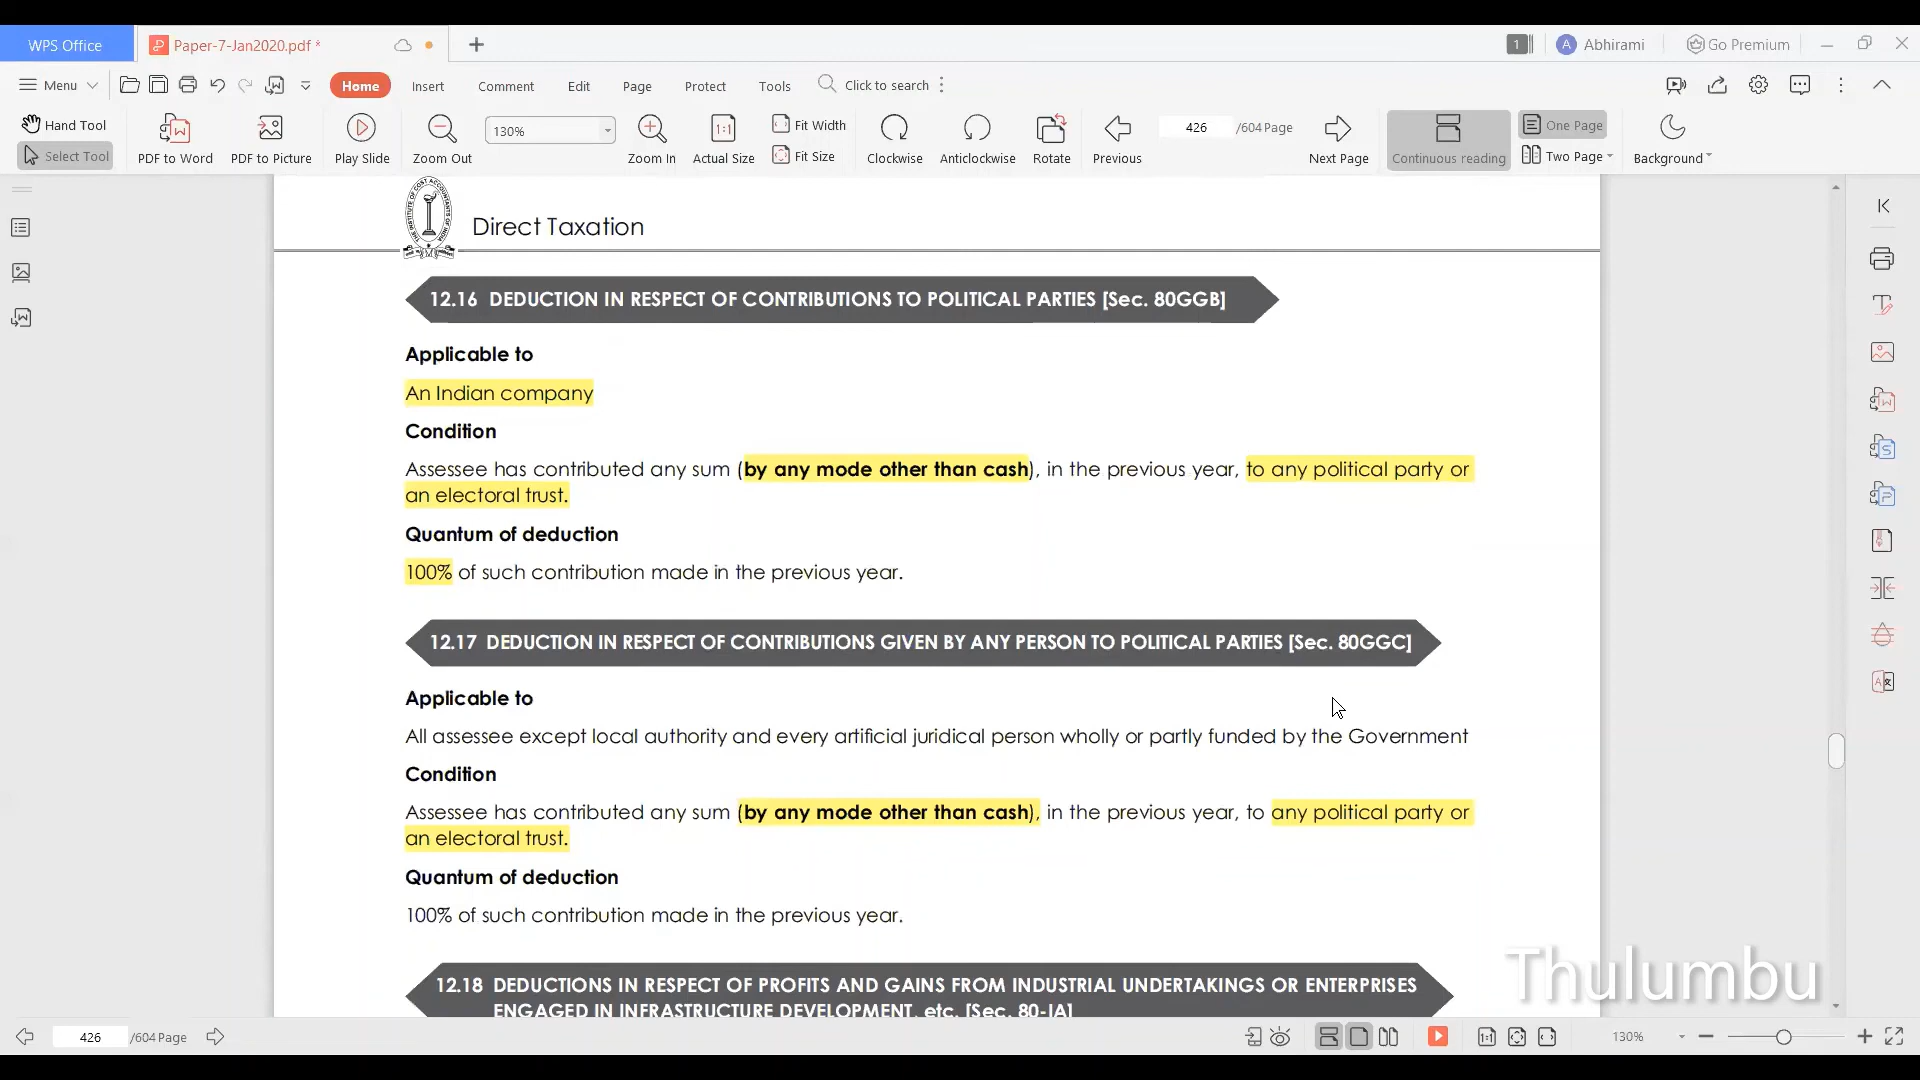 WPS Office
Paper-7-Jan2020.pdf *
1
A Abhirami
Go Premium
Menu
Home
Insert
Comment
Edit
Page
Protect
Tools
Click to search
Hand Tool
Select Tool
PDF to Word
PDF to Picture
Play Slide
Zoom Out
130%
Zoom In
1:1
Actual Size
Fit Width
Fit Size
Clockwise
Anticlockwise
Rotate
Previous
426 /604 Page
Next Page
Continuous reading
One Page
Two Page
Background
Direct Taxation
12.16 DEDUCTION IN RESPECT OF CONTRIBUTIONS TO POLITICAL PARTIES [Sec. 80GGB]
Applicable to
An Indian company
Condition
Assessee has contributed any sum (by any mode other than cash), in the previous year, to any political party or
an electoral trust.
Quantum of deduction
100% of such contribution made in the previous year.
12.17 DEDUCTION IN RESPECT OF CONTRIBUTIONS GIVEN BY ANY PERSON TO POLITICAL PARTIES [Sec. 80GGC]
Applicable to
All assessee except local authority and every artificial juridical person wholly or partly funded by the Government
Condition
Assessee has contributed any sum (by any mode other than cash), in the previous year, to any political party or
an electoral trust.
Quantum of deduction
100% of such contribution made in the previous year.
12.18 DEDUCTIONS IN RESPECT OF PROFITS AND GAINS FROM INDUSTRIAL UNDERTAKINGS OR ENTERPRISES
ENGAGED IN INFRASTRUCTURE DEVELOPMENT, etc. [Sec. 80-IA]
Thulumbu
426 /604 Page
130%